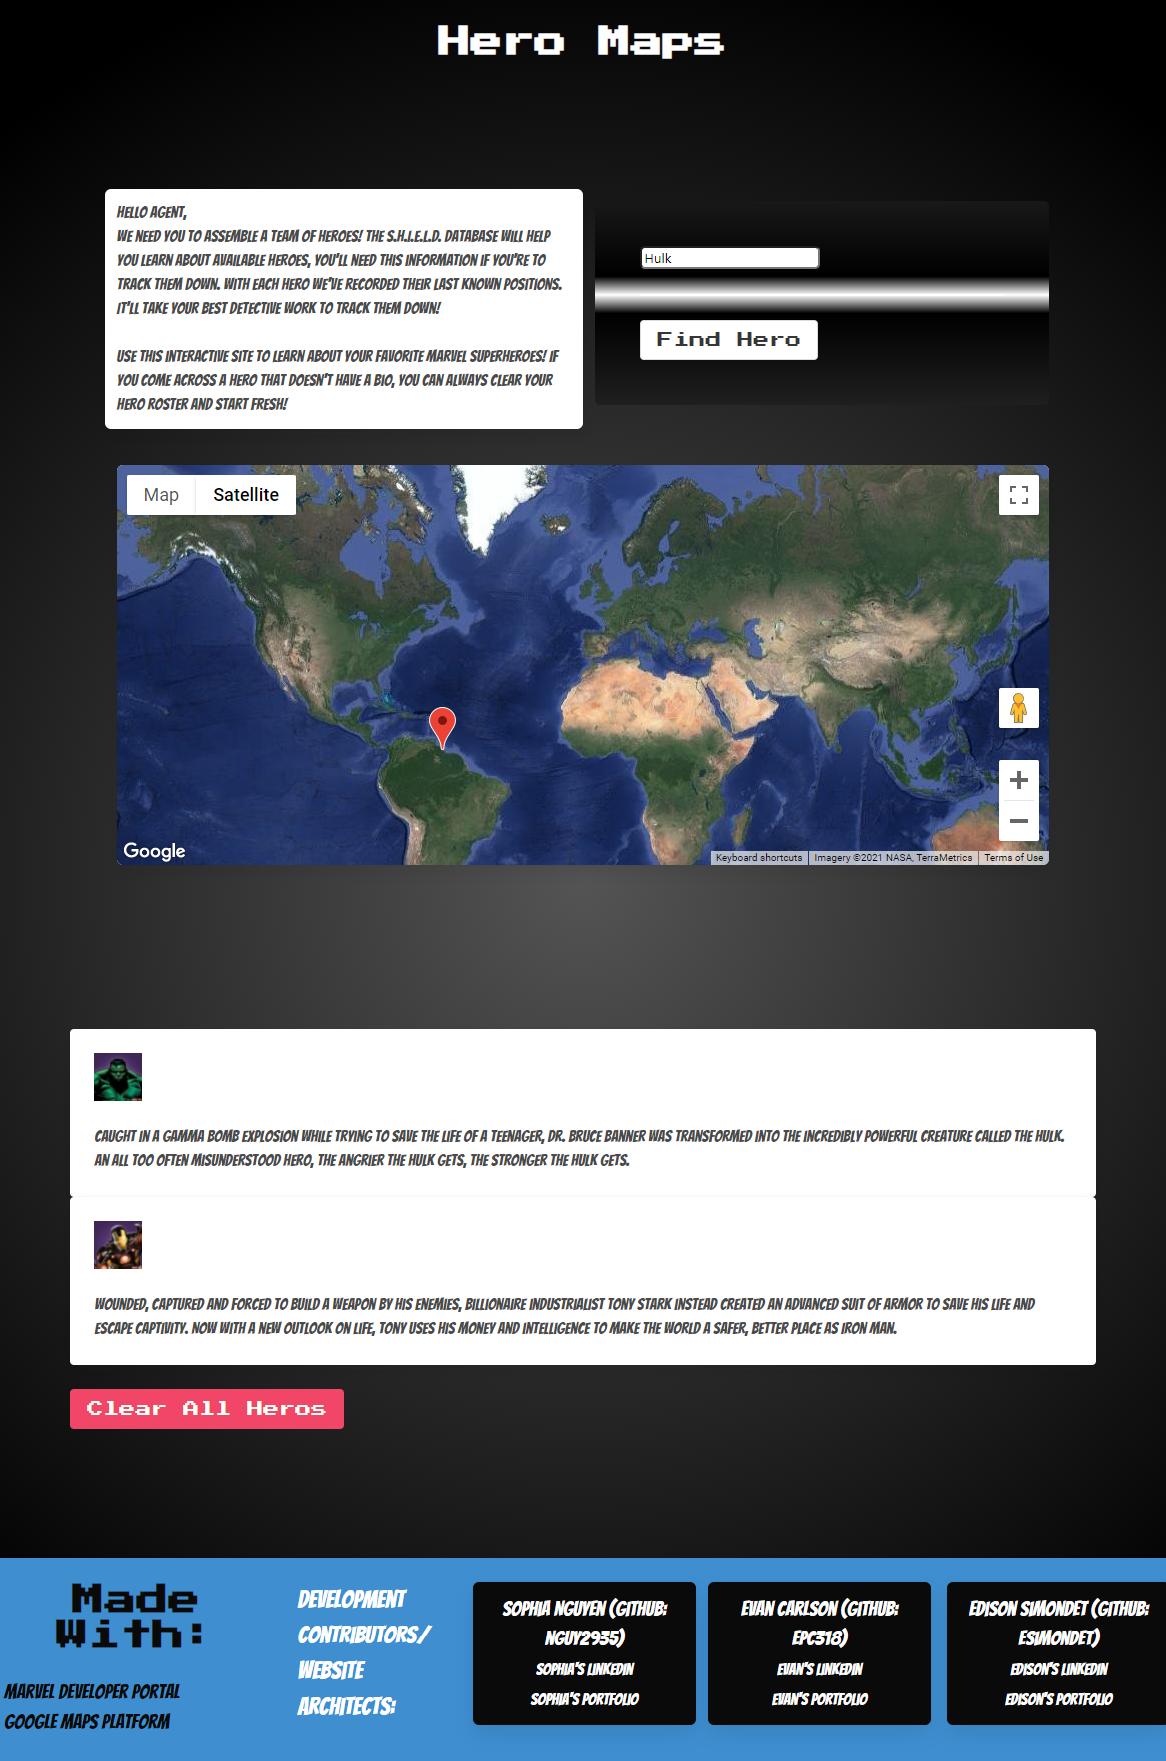 Hero Maps
HELLO AGENT,
WE NEED YOU TO ASSEMBLE A TEAM OF HEROES! THE S.H.I.E.L.D. DATABASE WILL HELP
YOU LEARN ABOUT AVAILABLE HEROES, YOU'LL NEED THIS INFORMATION IF YOU'RE TO
TRACK THEM DOWN. WITH EACH HERO WE'VE RECORDED THEIR LAST KNOWN POSITIONS.
IT'LL TAKE YOUR BEST DETECTIVE WORK TO TRACK THEM DOWN!
USE THIS INTERACTIVE SITE TO LEARN ABOUT YOUR FAVORITE MARVEL SUPERHEROES! IF
YOU COME ACROSS A HERO THAT DOESN'T HAVE A BIO, YOU CAN ALWAYS CLEAR YOUR
HERO ROSTER AND START FRESH!
Hulk
Find Hero
Map
Satellite
Google
Keyboard shortcuts
Imagery ©2021 NASA, TerraMetrics
Terms of Use
CAUGHT IN A GAMMA BOMB EXPLOSION WHILE TRYING TO SAVE THE LIFE OF A TEENAGER, DR. BRUCE BANNER WAS TRANSFORMED INTO THE INCREDIBLY POWERFUL CREATURE CALLED THE HULK.
AN ALL TOO OFTEN MISUNDERSTOOD HERO, THE ANGRIER THE HULK GETS, THE STRONGER THE HULK GETS.
WOUNDED, CAPTURED AND FORCED TO BUILD A WEAPON BY HIS ENEMIES, BILLIONAIRE INDUSTRIALIST TONY STARK INSTEAD CREATED AN ADVANCED SUIT OF ARMOR TO SAVE HIS LIFE AND
ESCAPE CAPTIVITY. NOW WITH A NEW OUTLOOK ON LIFE, TONY USES HIS MONEY AND INTELLIGENCE TO MAKE THE WORLD A SAFER, BETTER PLACE AS IRON MAN.
Clear All Heros
Made
With:
MARVEL DEVELOPER PORTAL
GOOGLE MAPS PLATFORM
DEVELOPMENT
CONTRIBUTORS/
WEBSITE
ARCHITECTS:
SOPHIA NGUYEN (GITHUB:
NGUY2935)
SOPHIA'S LINKEDIN
SOPHIA'S PORTFOLIO
EVAN CARLSON (GITHUB:
EPC318)
EVAN'S LINKEDIN
EVAN'S PORTFOLIO
EDISON SIMONDET (GITHUB:
ESIMONDET)
EDISON'S LINKEDIN
EDISON'S PORTFOLIO